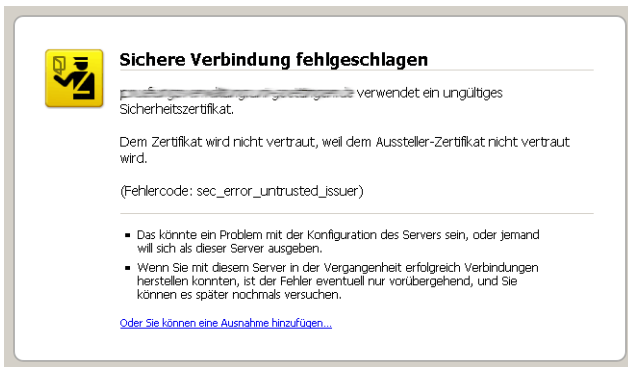 Sichere Verbindung fehlgeschlagen
verwendet ein ungültiges
Sicherheitszertifikat.
Dem Zertifikat wird nicht vertraut, weil dem Aussteller-Zertifikat nicht vertraut
wird.
(Fehlercode: sec_error_untrusted_issuer)
Das könnte ein Problem mit der Konfiguration des Servers sein, oder jemand
will sich als dieser Server ausgeben.
Wenn Sie mit diesem Server in der Vergangenheit erfolgreich Verbindungen
herstellen konnten, ist der Fehler eventuell nur vorübergehend, und Sie
können es später nochmals versuchen.
Oder Sie können eine Ausnahme hinzufügen...